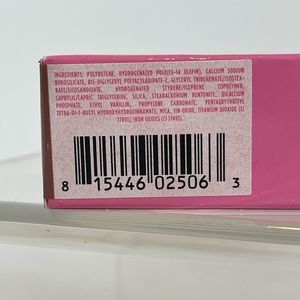 INGREDIENTS: POLYBUTENE, HYDROGENATED POLY(C6-14 OLEFIN), CALCIUM SODIUM
BOROSILICATE, BIS-DIGLYCERYL POLYACYLADIPATE-2, GLYCERYL TRIHYDROXYSTEARATE/ISOSTEA-
RATE/EICOSANDIOATE, HYDROGENATED STYRENE/ISOPRENE COPOLYMER,
CAPRYLIC/CAPRIC TRIGLYCERIDE, SILICA, STEARALKONIUM BENTONITE, DICALCIUM
PHOSPHATE, ETHYL VANILLIN, PROPYLENE CARBONATE, PENTAERYTHRITYL
TETRA-DI-T-BUTYL HYDROXYHYDROCINNAMATE, MICA, TIN OXIDE, TITANIUM DIOXIDE (CI
77891), IRON OXIDES (CI 77491).
8 15446 02506 3